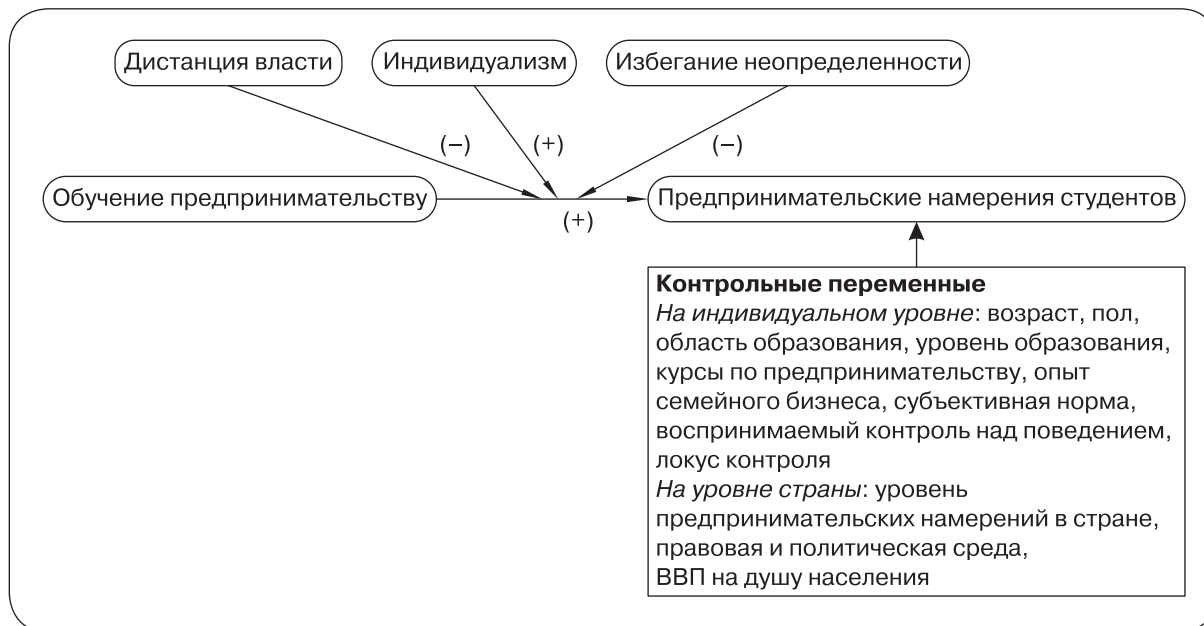 Дистанция власти
Индивидуализм
Избегание неопределенности
(–)
(+)
(–)
Обучение предпринимательству
Предпринимательские намерения студентов
(+)
Контрольные переменные
На индивидуальном уровне: возраст, пол,
область образования, уровень образования,
курсы по предпринимательству, опыт
семейного бизнеса, субъективная норма,
воспринимаемый контроль над поведением,
локус контроля
На уровне страны: уровень
предпринимательских намерений в стране,
правовая и политическая среда,
ВВП на душу населения